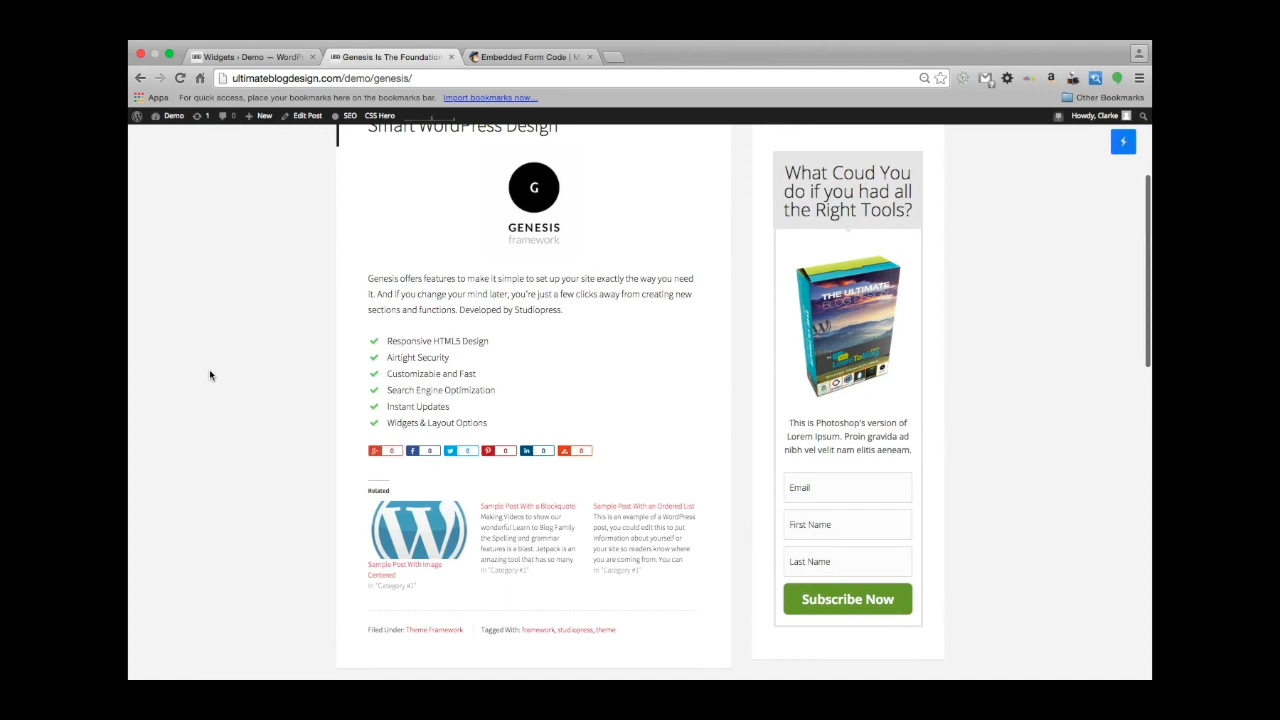 Widgets ‹ Demo — WordPr
Genesis Is The Foundation
Embedded Form Code | M
ultimateblogdesign.com/demo/genesis/
Apps For quick access, place your bookmarks here on the bookmarks bar. Import bookmarks now... Other Bookmarks
Demo 1 0 New Edit Post SEO CSS Hero Howdy, Clarke
Smart WordPress Design
G
GENESIS
framework
Genesis offers features to make it simple to set up your site exactly the way you need
it. And if you change your mind later, you're just a few clicks away from creating new
sections and functions. Developed by Studiopress.
Responsive HTML5 Design
Airtight Security
Customizable and Fast
Search Engine Optimization
Instant Updates
Widgets & Layout Options
0 0 0 0 0 0
Related
Sample Post With Image
Centered
In "Category #1"
Sample Post With a Blockquote
Making Videos to show our
wonderful Learn to Blog Family
the Spelling and grammar
features is a blast. Jetpack is an
amazing tool that has so many
In "Category #1"
Sample Post With an Ordered List
This is an example of a WordPress
post, you could edit this to put
information about yourself or
your site so readers know where
you are coming from. You can
In "Category #1"
Filed Under: Theme Framework
Tagged With: framework, studiopress, theme
What Coud You
do if you had all
the Right Tools?
THE ULTIMATE
LearnToBlog
This is Photoshop's version of
Lorem Ipsum. Proin gravida ad
nibh vel velit nam elitis aeneam.
Email
First Name
Last Name
Subscribe Now